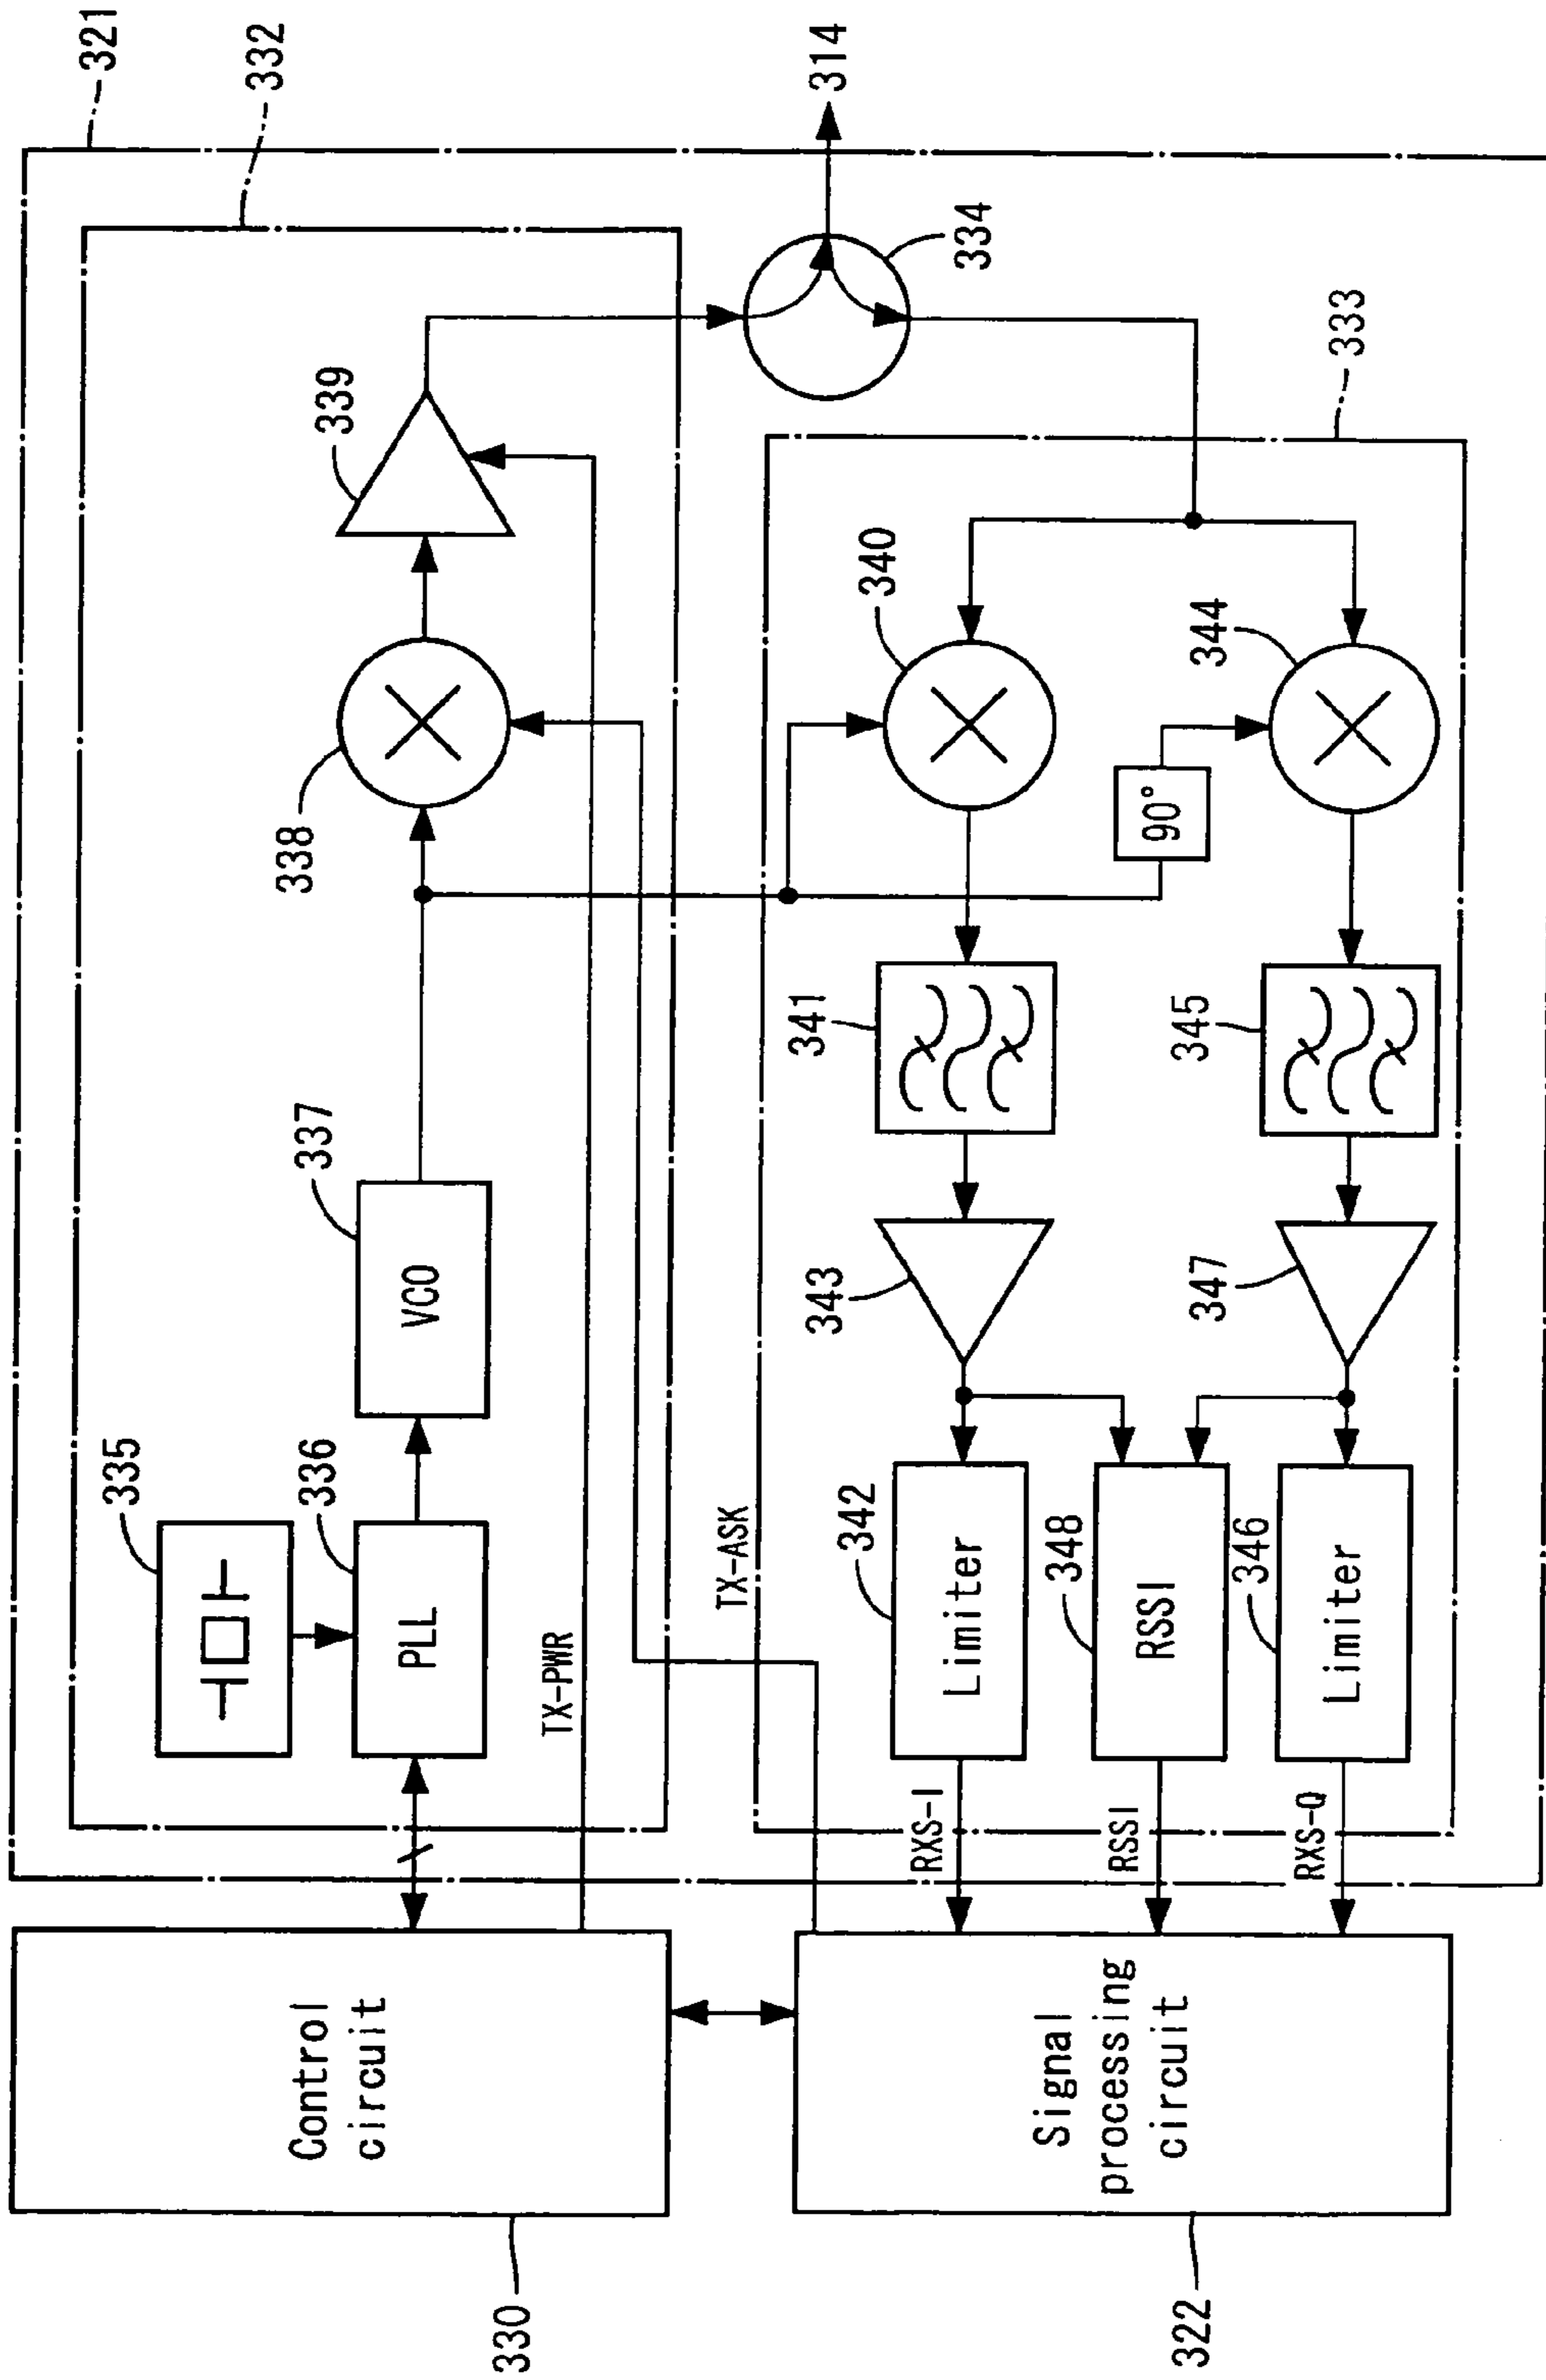 321
332
314
334
339
338
337
VCO
335
336
PLL
TX-PWR
TX-ASK
333
340
344
90°
341
345
343
347
342
Limiter
348
RSSI
346
Limiter
RXS-I
RSSI
RXS-Q
Control
circuit
330
Signal
processing
circuit
322